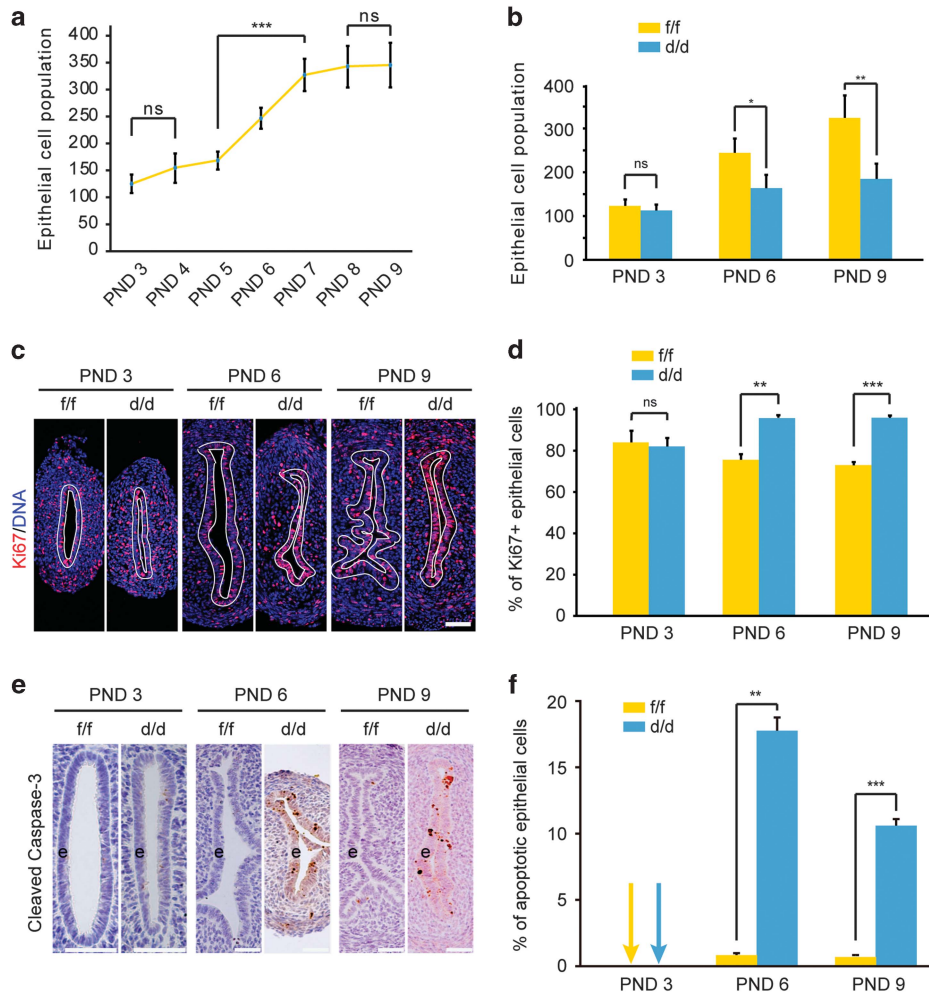 a
Epithelial cell population
400
350
300
250
200
150
100
50
0
ns
***
ns
PND 3
PND 4
PND 5
PND 6
PND 7
PND 8
PND 9
b
f/f
d/d
Epithelial cell population
400
300
200
100
0
ns
*
**
PND 3 PND 6 PND 9
c
PND 3 PND 6 PND 9
f/f d/d f/f d/d f/f d/d
Ki67/DNA
d
f/f
d/d
% of Ki67+ epithelial cells
100
80
60
40
20
0
ns
**
***
PND 3 PND 6 PND 9
e
PND 3 PND 6 PND 9
f/f d/d f/f d/d f/f d/d
Cleaved Caspase-3
e e e e e e
f
f/f
d/d
% of apoptotic epithelial cells
20
15
10
5
0
**
***
PND 3 PND 6 PND 9